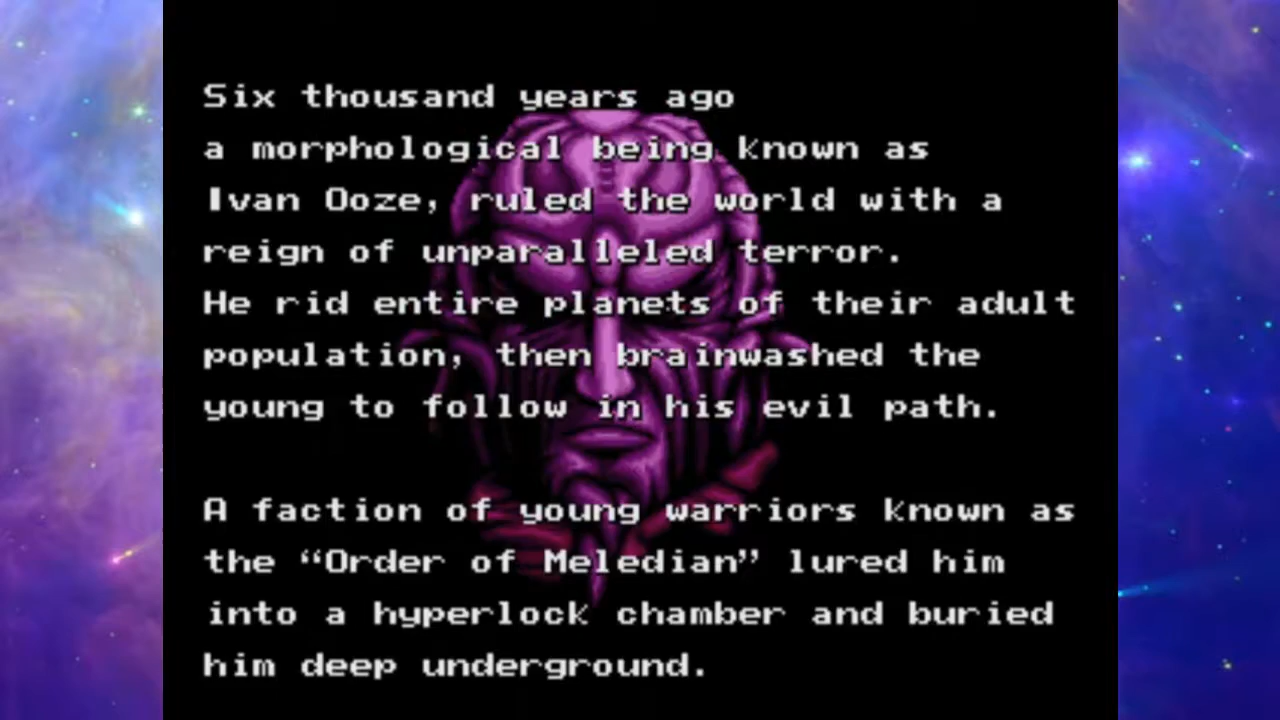 Six thousand years ago
a morphological being known as
Ivan Ooze, ruled the world with a
reign of unparalleled terror.
He rid entire planets of their adult
population, then brainwashed the
young to follow in his evil path.
A faction of young warriors known as
the “Order of Meledian” lured him
into a hyperlock chamber and buried
him deep underground.